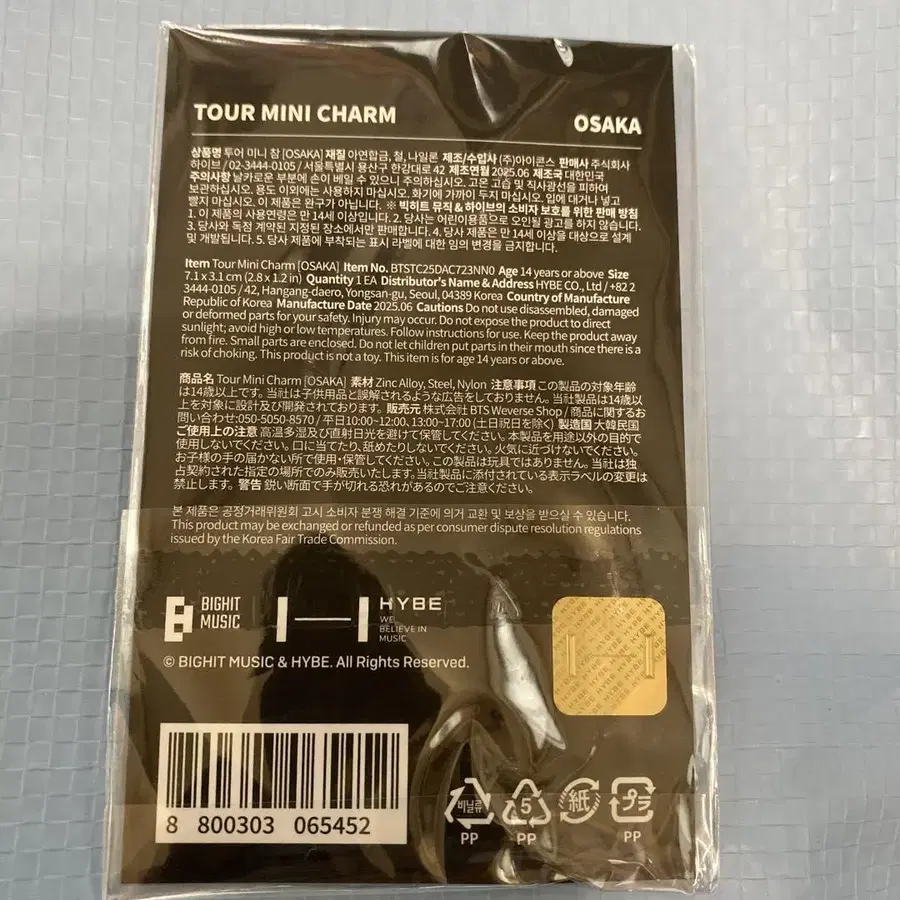 TOUR MINI CHARM
OSAKA
상품명 투어 미니 참 [OSAKA] 재질 아연합금, 철, 나일론 제조/수입사 (주)아이콘스 판매사 주식회사
하이브 / 02-3444-0105 / 서울특별시 용산구 한강대로 42 제조연월 2025.06 제조국 대한민국
주의사항 날카로운 부분에 손이 베일 수 있으니 주의하십시오. 고온 고습 및 직사광선을 피하여
보관하십시오. 용도 이외에는 사용하지 마십시오. 화기에 가까이 두지 마십시오. 입에 대거나 넣고
빨지 마십시오. 이 제품은 완구가 아닙니다. ※ 빅히트 뮤직 & 하이브의 소비자 보호를 위한 판매 방침
1. 이 제품의 사용연령은 만 14세 이상입니다. 2. 당사는 어린이용품으로 오인될 광고를 하지 않습니다.
3. 당사와 독점 계약된 지정된 장소에서만 판매합니다. 4. 당사 제품은 만 14세 이상을 대상으로 설계
및 개발됩니다. 5. 당사 제품에 부착되는 표시 라벨에 대한 임의 변경을 금지합니다.
Item Tour Mini Charm [OSAKA] Item No. BTSTC25DAC723NN0 Age 14 years or above Size
7.1 x 3.1 cm (2.8 x 1.2 in) Quantity 1 EA Distributor's Name & Address HYBE CO., Ltd / +82 2
3444-0105 / 42, Hangang-daero, Yongsan-gu, Seoul, 04389 Korea Country of Manufacture
Republic of Korea Manufacture Date 2025.06 Cautions Do not use disassembled, damaged
or deformed parts for your safety. Injury may occur. Do not expose the product to direct
sunlight; avoid high or low temperatures. Follow instructions for use. Keep the product away
from fire. Small parts are enclosed. Do not let children put parts in their mouth since there is a
risk of choking. This product is not a toy. This item is for age 14 years or above.
商品名 Tour Mini Charm [OSAKA] 素材 Zinc Alloy, Steel, Nylon 注意事項 この製品の対象年齢
は14歳以上です。当社は子供用品と誤解されるような広告をしておりません。当社製品は14歳以
上を対象に設計及び開発されております。販売元 株式会社 BTS Weverse Shop / 商品に関するお
問い合わせ:050-5050-8570 / 平日10:00~12:00, 13:00~17:00 (土日祝日を除く) 製造国 大韓民国
ご使用上の注意 高温多湿及び直射日光を避けて保管してください。本製品を用途以外の目的で
使用しないでください。口に当てたり、舐めたりしないでください。火気に近づけないでください。
お子様の手の届かない所で使用・保管してください。この製品は玩具ではありません。当社は独
占契約された指定の場所でのみ販売いたします。当社製品に添付されている表示ラベルの変更は
禁止します。警告 鋭い断面で手が切れる恐れがあるのでご注意ください。
본 제품은 공정거래위원회 고시 소비자 분쟁 해결 기준에 의거 교환 및 보상을 받으실 수 있습니다.
This product may be exchanged or refunded as per consumer dispute resolution regulations
issued by the Korea Fair Trade Commission.
BIGHIT
MUSIC
HYBE
WE
BELIEVE IN
MUSIC
© BIGHIT MUSIC & HYBE. All Rights Reserved.
8 800303 065452
비닐류
PP
5
PP
紙
プラ
PP